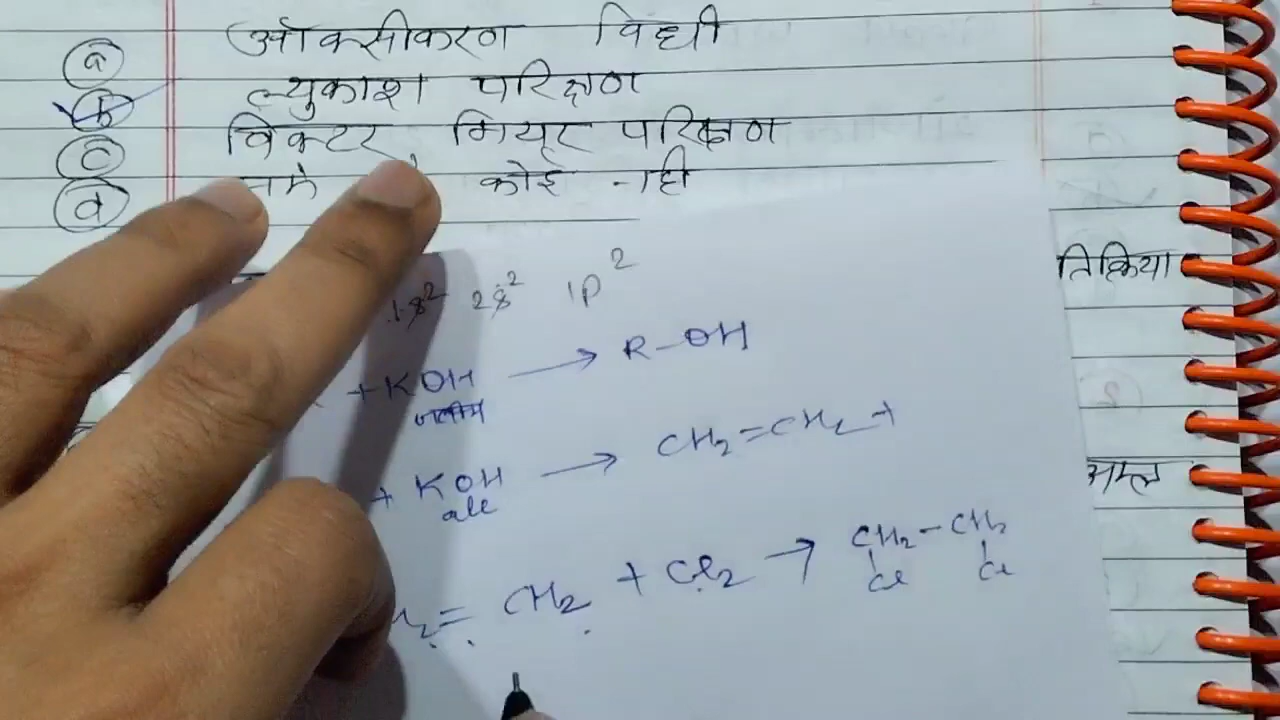 a ऑक्सीकरण विधी
b ल्युकाश परिक्षण
c विक्टर मियर परिक्षण
d कोई नही
तिक्रिया
1s² 2s² 1p²
+ KOH → R-OH
जलीय
अम्ल
+ KOH → CH₂=CH₂ +
alc
= CH₂ + Cl₂ → CH₂-CH₂
Cl Cl